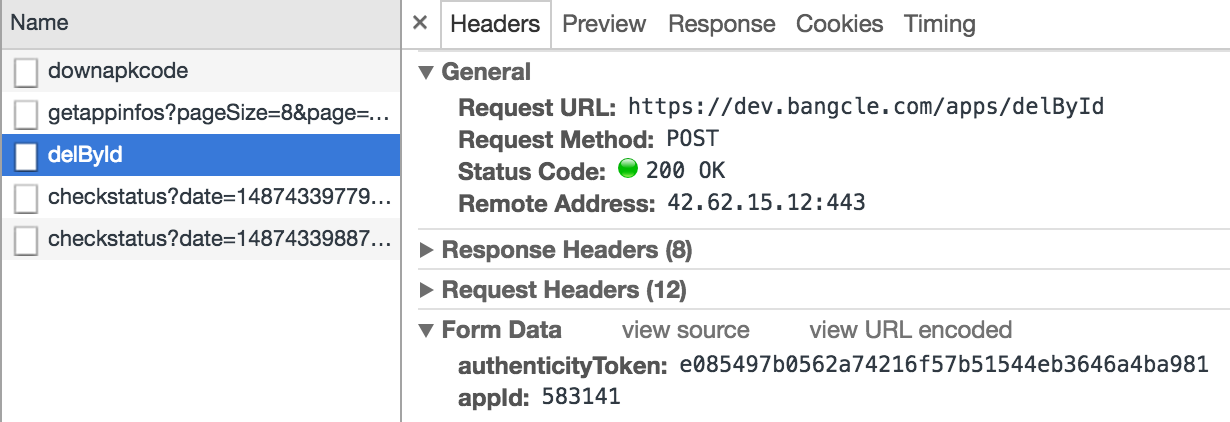 Name
downapkcode
getappinfos?pageSize=8&page=...
delById
checkstatus?date=14874339779...
checkstatus?date=14874339887...
× Headers Preview Response Cookies Timing
▼ General
Request URL: https://dev.bangcle.com/apps/delById
Request Method: POST
Status Code: 200 OK
Remote Address: 42.62.15.12:443
▶ Response Headers (8)
▶ Request Headers (12)
▼ Form Data view source view URL encoded
authenticityToken: e085497b0562a74216f57b51544eb3646a4ba981
appId: 583141